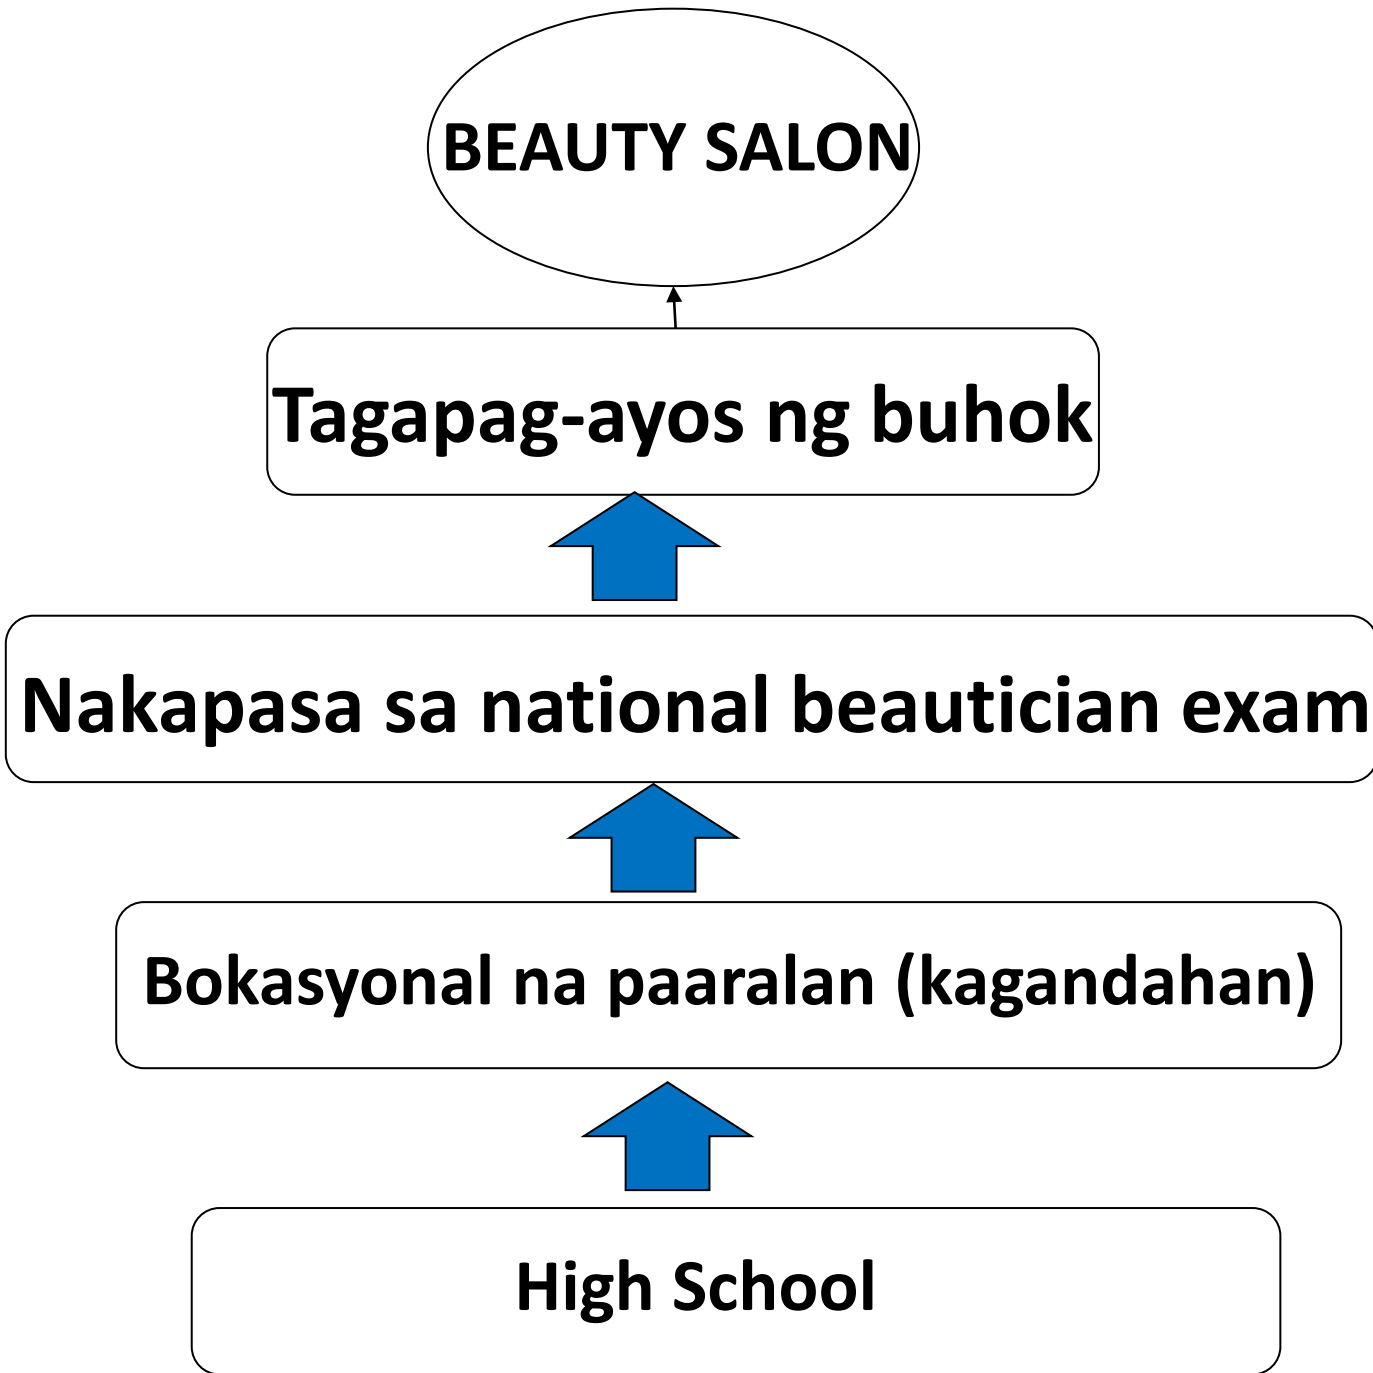 BEAUTY SALON
Tagapag-ayos ng buhok
Nakapasa sa national beautician exam
Bokasyonal na paaralan (kagandahan)
High School